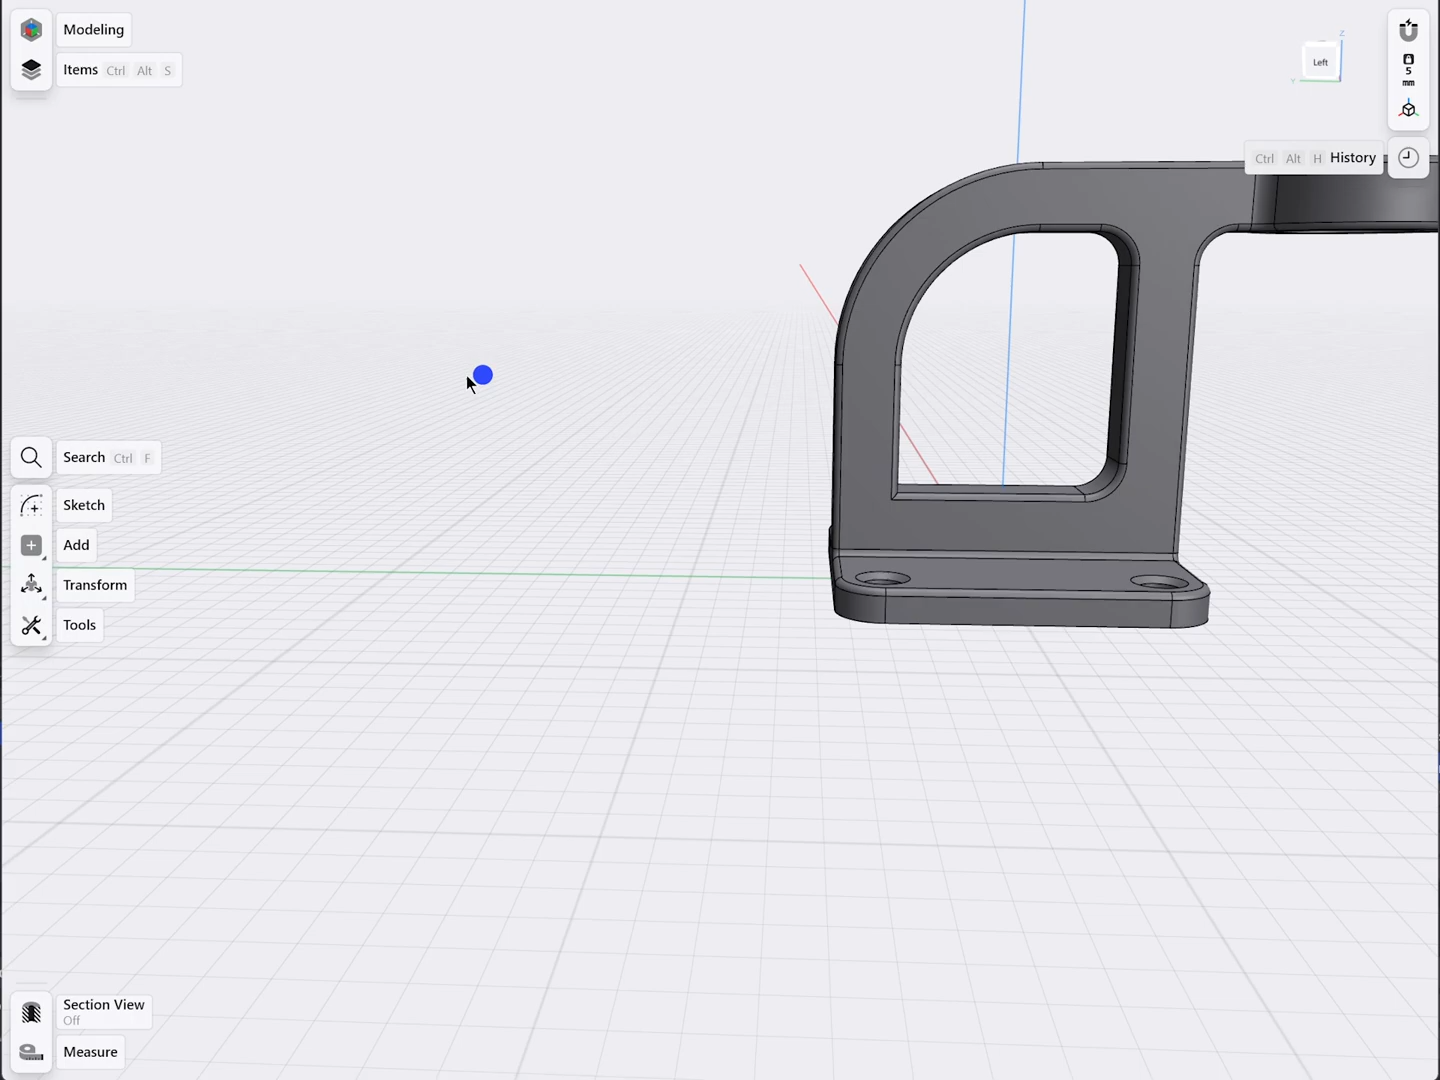 Modeling
Items Ctrl Alt S
Left
Z
Y
5
mm
Ctrl Alt H History
Search Ctrl F
Sketch
Add
Transform
Tools
Section View
Off
Measure